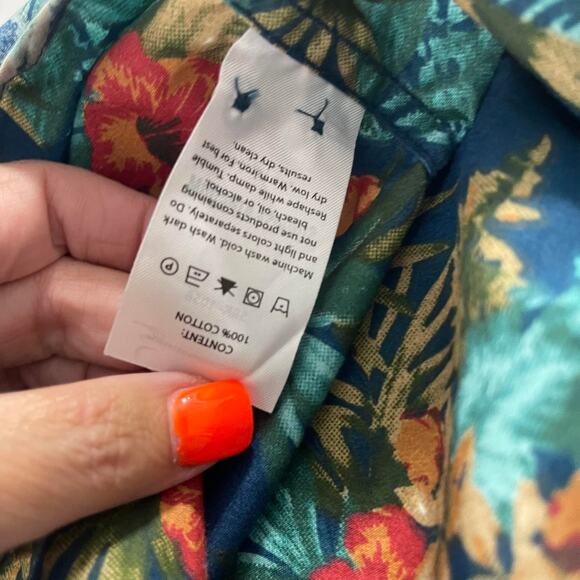 CONTENT:
100% COTTON
P
Machine wash cold. Wash dark
and light colors separately. Do
not use products containing
bleach, oil, or alcohol.
Reshape while damp. Tumble
dry low. Warm iron. For best
results, dry clean.